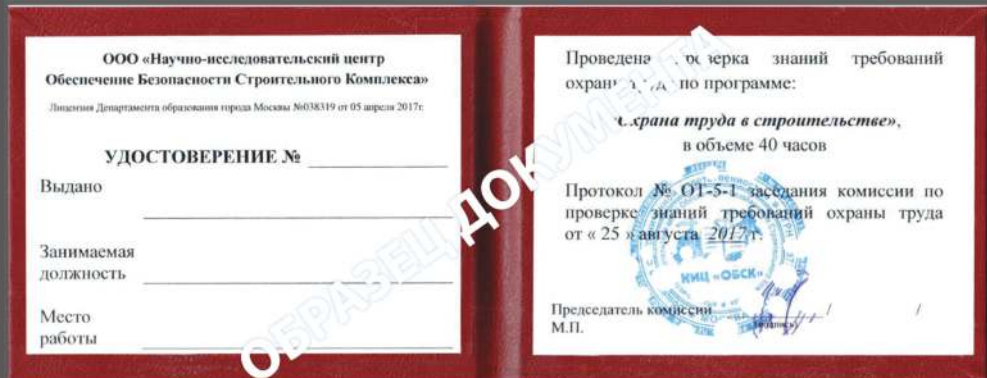 ООО «Научно-исследовательский центр
Обеспечение Безопасности Строительного Комплекса»
Лицензия Департамента образования города Москвы №038319 от 05 апреля 2017г.
УДОСТОВЕРЕНИЕ №
Выдано
Занимаемая
должность
Место
работы
Проведена проверка знаний требований
охраны труда по программе:
«Охрана труда в строительстве»,
в объеме 40 часов
Протокол № ОТ-5-1 заседания комиссии по
проверке знаний требований охраны труда
от « 25 » августа 2017 г.
НИЦ «ОБСК»
Председатель комиссии / /
(подпись)
М.П.
ОБРАЗЕЦ ДОКУМЕНТА